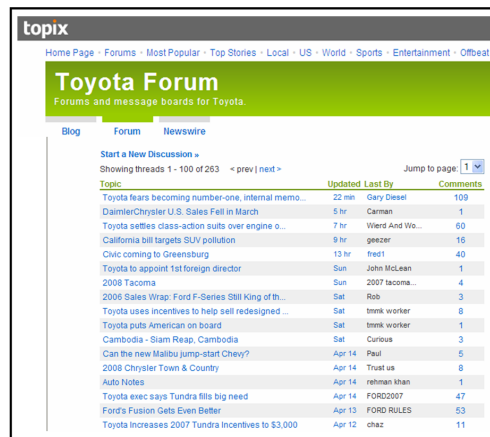 topix
Home Page · Forums · Most Popular · Top Stories · Local · US · World · Sports · Entertainment · Offbeat
Toyota Forum
Forums and message boards for Toyota.
Blog Forum Newswire
Start a New Discussion »
Showing threads 1 - 100 of 263 < prev | next > Jump to page: 1
Topic Updated Last By Comments
Toyota fears becoming number-one, internal memo... 22 min Gary Diesel 109
DaimlerChrysler U.S. Sales Fell in March 5 hr Carman 1
Toyota settles class-action suits over engine o... 7 hr Wierd And Wo... 60
California bill targets SUV pollution 9 hr geezer 16
Civic coming to Greensburg 13 hr fred1 40
Toyota to appoint 1st foreign director Sun John McLean 1
2008 Tacoma Sun 2007 tacoma... 4
2006 Sales Wrap: Ford F-Series Still King of th... Sat Rob 3
Toyota uses incentives to help sell redesigned ... Sat tmmk worker 8
Toyota puts American on board Sat tmmk worker 1
Cambodia - Siam Reap, Cambodia Sat Curious 3
Can the new Malibu jump-start Chevy? Apr 14 Paul 5
2008 Chrysler Town & Country Apr 14 Trust us 8
Auto Notes Apr 14 rehman khan 1
Toyota exec says Tundra fills big need Apr 14 FORD2007 47
Ford's Fusion Gets Even Better Apr 13 FORD RULES 53
Toyota Increases 2007 Tundra Incentives to $3,000 Apr 12 chaz 11